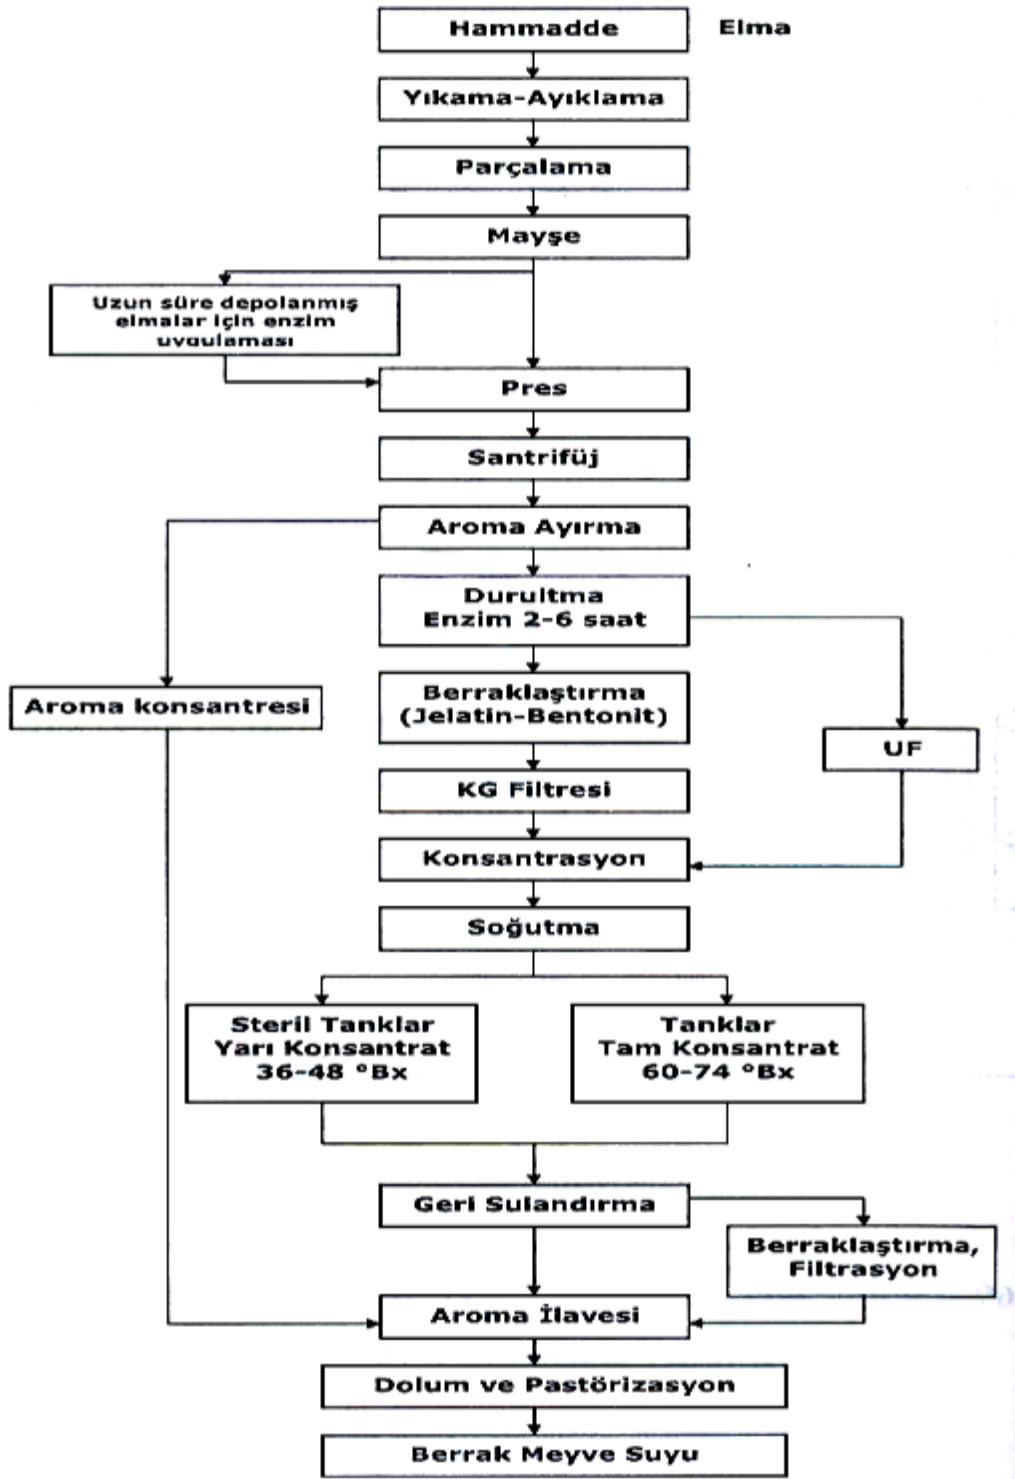 Hammadde
Elma
Yıkama-Ayıklama
Parçalama
Mayşe
Uzun süre depolanmış
elmalar için enzim
uygulaması
Pres
Santrifüj
Aroma Ayırma
Durultma
Enzim 2-6 saat
Aroma konsantresi
Berraklaştırma
(Jelatin-Bentonit)
UF
KG Filtresi
Konsantrasyon
Soğutma
Steril Tanklar
Yarı Konsantrat
36-48 °Bx
Tanklar
Tam Konsantrat
60-74 °Bx
Geri Sulandırma
Berraklaştırma,
Filtrasyon
Aroma İlavesi
Dolum ve Pastörizasyon
Berrak Meyve Suyu